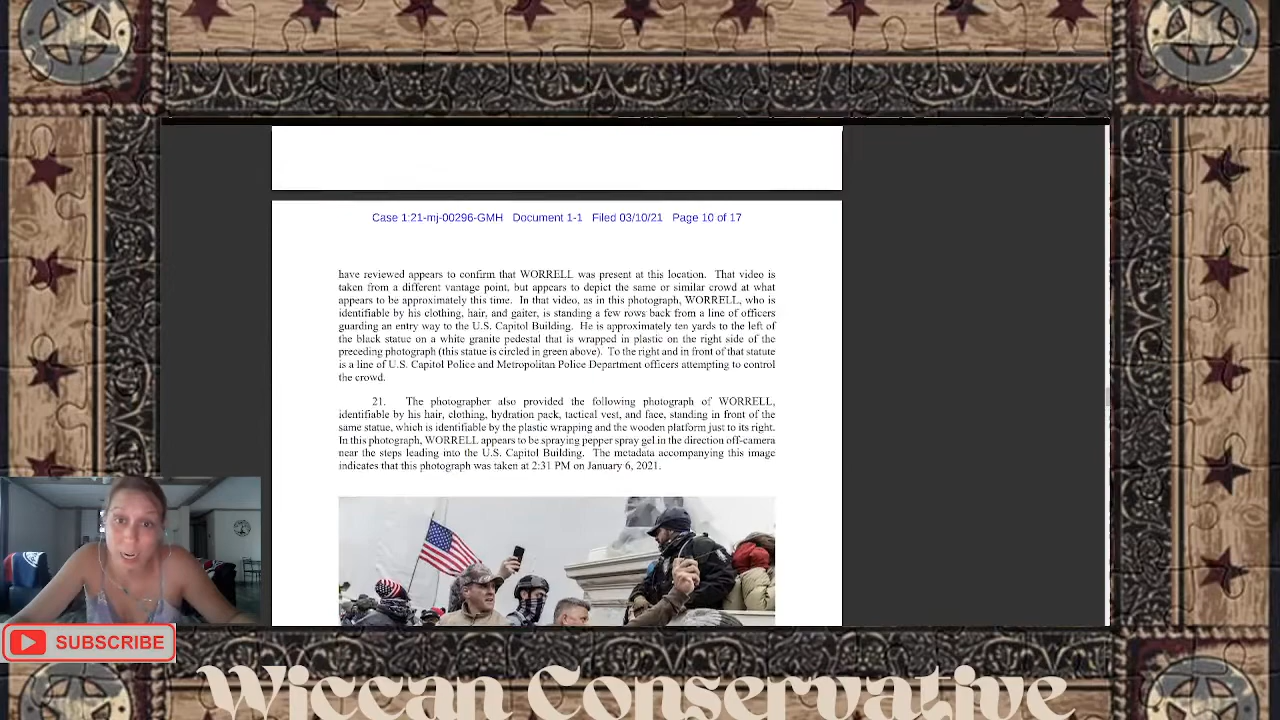 Case 1:21-mj-00296-GMH Document 1-1 Filed 03/10/21 Page 10 of 17
have reviewed appears to confirm that WORRELL was present at this location. That video is
taken from a different vantage point, but appears to depict the same or similar crowd at what
appears to be approximately this time. In that video, as in this photograph, WORRELL, who is
identifiable by his clothing, hair, and gaiter, is standing a few rows back from a line of officers
guarding an entry way to the U.S. Capitol Building. He is approximately ten yards to the left of
the black statue on a white granite pedestal that is wrapped in plastic on the right side of the
preceding photograph (this statue is circled in green above). To the right and in front of that statute
is a line of U.S. Capitol Police and Metropolitan Police Department officers attempting to control
the crowd.
21. The photographer also provided the following photograph of WORRELL,
identifiable by his hair, clothing, hydration pack, tactical vest, and face, standing in front of the
same statue, which is identifiable by the plastic wrapping and the wooden platform just to its right.
In this photograph, WORRELL appears to be spraying pepper spray gel in the direction off-camera
near the steps leading into the U.S. Capitol Building. The metadata accompanying this image
indicates that this photograph was taken at 2:31 PM on January 6, 2021.
SUBSCRIBE
Wiccan Conservative